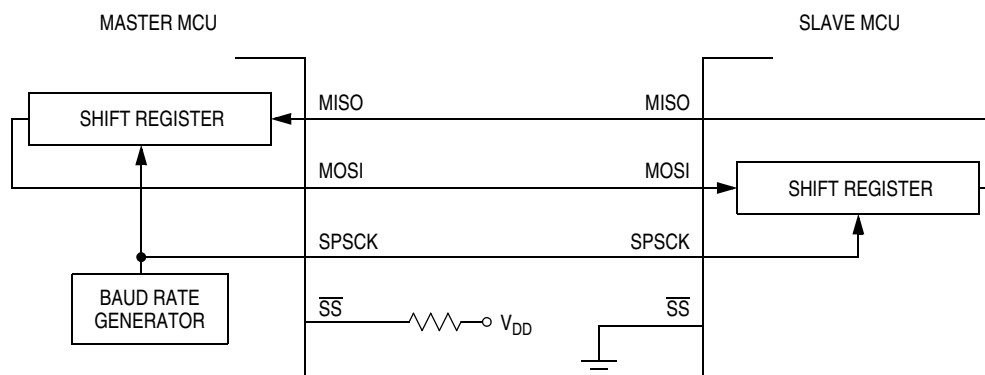 MASTER MCU
SLAVE MCU
MISO
MISO
SHIFT REGISTER
MOSI
MOSI
SHIFT REGISTER
SPSCK
SPSCK
BAUD RATE
GENERATOR
SS
VDD
SS